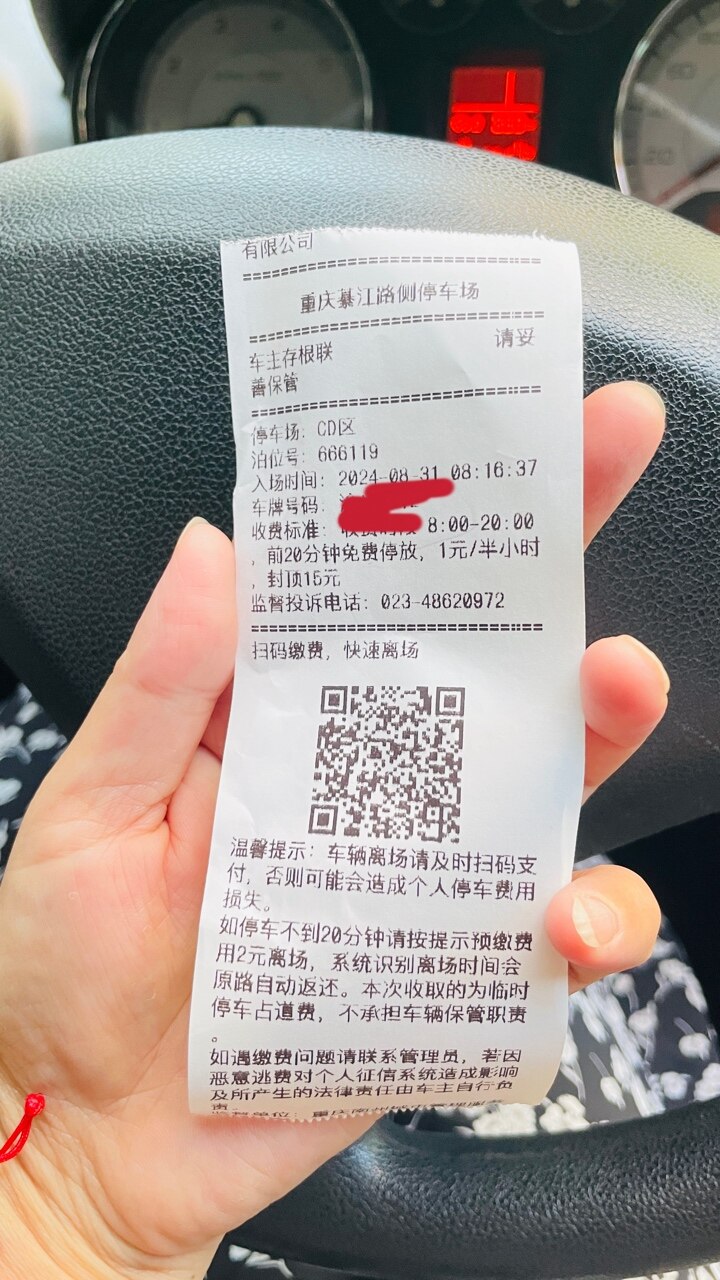 有限公司
重庆綦江路侧停车场
车主存根联 请妥
善保管
停车场: CD区
泊位号: 666119
入场时间: 2024-08-31 08:16:37
车牌号码:
收费标准: 8:00-20:00
, 前20分钟免费停放, 1元/半小时
, 封顶15元
监督投诉电话: 023-48620972
扫码缴费, 快速离场
温馨提示: 车辆离场请及时扫码支
付, 否则可能会造成个人停车费用
损失。
如停车不到20分钟请按提示预缴费
用2元离场, 系统识别离场时间会
原路自动返还。本次收取的为临时
停车占道费, 不承担车辆保管职责
。
如遇缴费问题请联系管理员, 若因
恶意逃费对个人征信系统造成影响
及所产生的法律责任由车主自行负
责